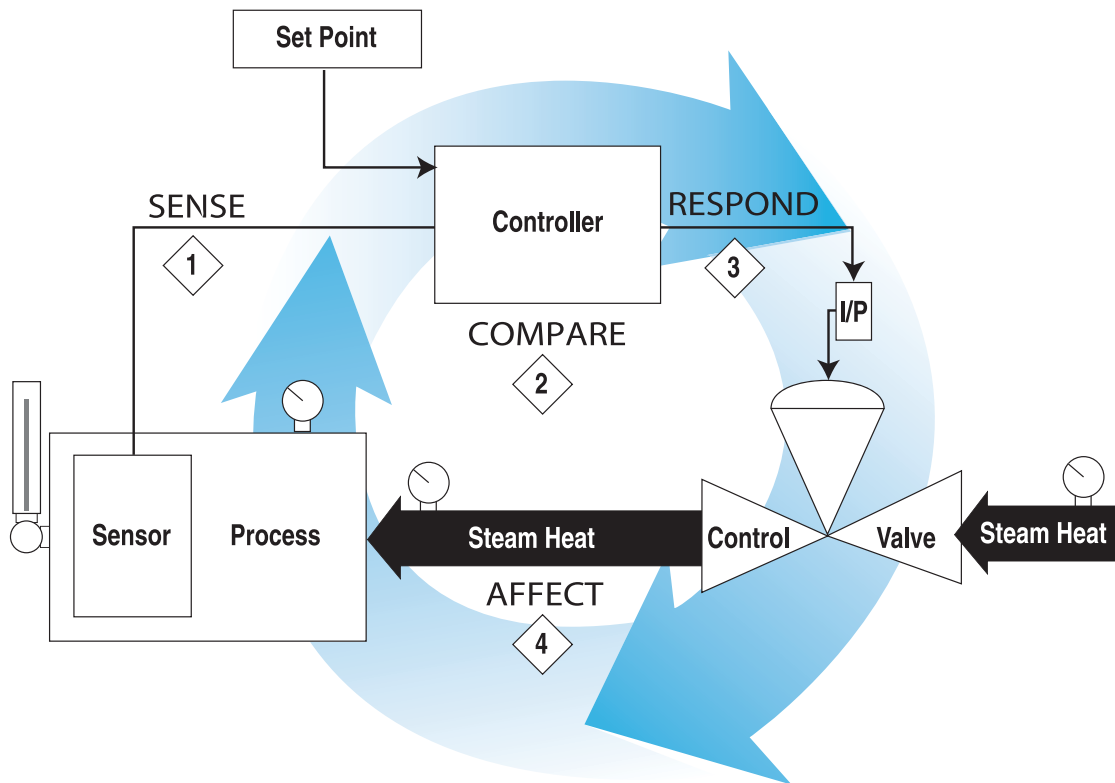 Set Point
SENSE
1
Controller
RESPOND
3
I/P
COMPARE
2
Sensor
Process
Steam Heat
Control
Valve
Steam Heat
AFFECT
4